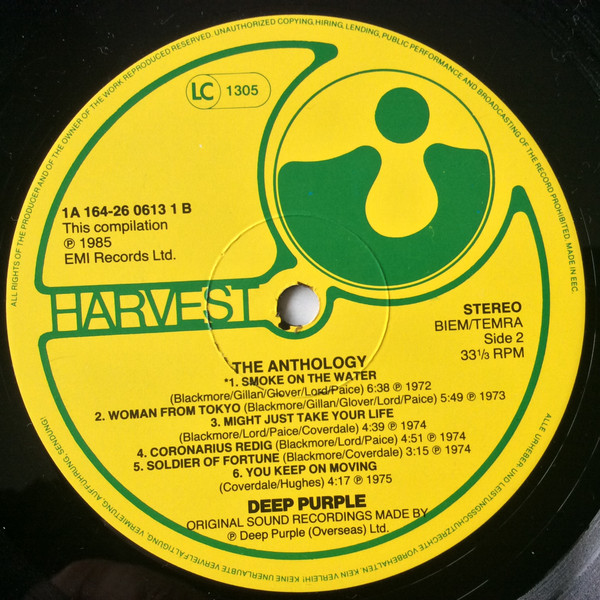 ALL RIGHTS OF THE PRODUCER AND OF THE OWNER OF THE WORK REPRODUCED RESERVED. UNAUTHORIZED COPYING, HIRING, LENDING, PUBLIC PERFORMANCE AND BROADCASTING OF THE RECORD PROHIBITED. MADE IN EEC.
LC 1305
1A 164-26 0613 1 B
This compilation
℗ 1985
EMI Records Ltd.
HARVEST
STEREO
BIEM/TEMRA
Side 2
33 1/3 RPM
THE ANTHOLOGY
*1. SMOKE ON THE WATER
(Blackmore/Gillan/Glover/Lord/Paice) 6:38 ℗ 1972
2. WOMAN FROM TOKYO (Blackmore/Gillan/Glover/Lord/Paice) 5:49 ℗ 1973
3. MIGHT JUST TAKE YOUR LIFE
(Blackmore/Lord/Paice/Coverdale) 4:39 ℗ 1974
4. CORONARIUS REDIG (Blackmore/Lord/Paice) 4:51 ℗ 1974
5. SOLDIER OF FORTUNE (Blackmore/Coverdale) 3:15 ℗ 1974
6. YOU KEEP ON MOVING
(Coverdale/Hughes) 4:17 ℗ 1975
DEEP PURPLE
ORIGINAL SOUND RECORDINGS MADE BY
℗ Deep Purple (Overseas) Ltd.
ALLE URHEBER UND LEISTUNGSSCHUTZRECHTE VORBEHALTEN. KEIN VERLEIH! KEINE UNERLAUBTE VERVIELFÄLTIGUNG, VERMIETUNG, AUFFÜHRUNG, SENDUNG!